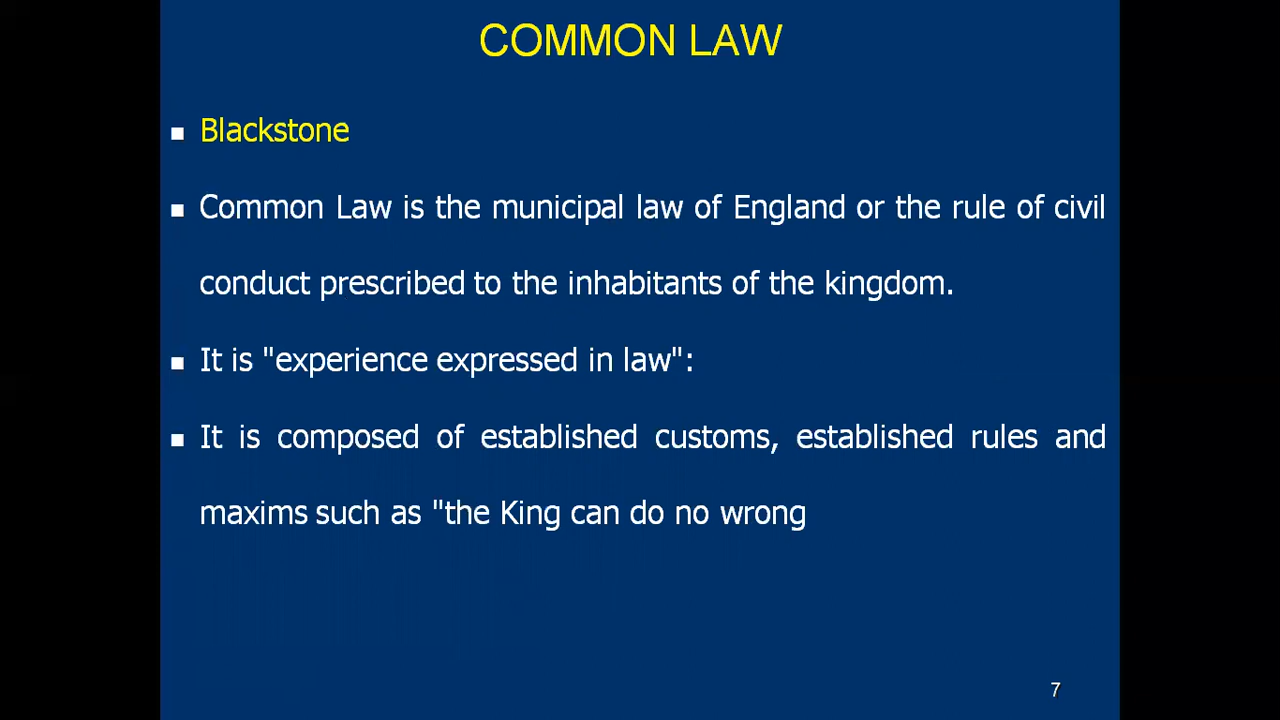 COMMON LAW
▪ Blackstone
▪ Common Law is the municipal law of England or the rule of civil
conduct prescribed to the inhabitants of the kingdom.
▪ It is "experience expressed in law":
▪ It is composed of established customs, established rules and
maxims such as "the King can do no wrong
7